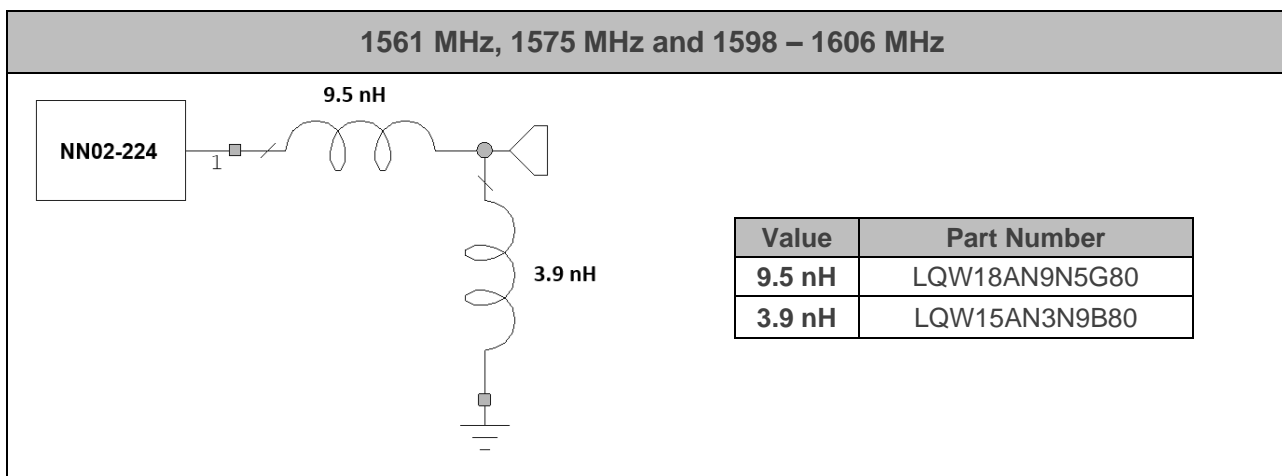 1561 MHz, 1575 MHz and 1598 – 1606 MHz
9.5 nH
NN02-224
1
3.9 nH
Value Part Number
9.5 nH LQW18AN9N5G80
3.9 nH LQW15AN3N9B80